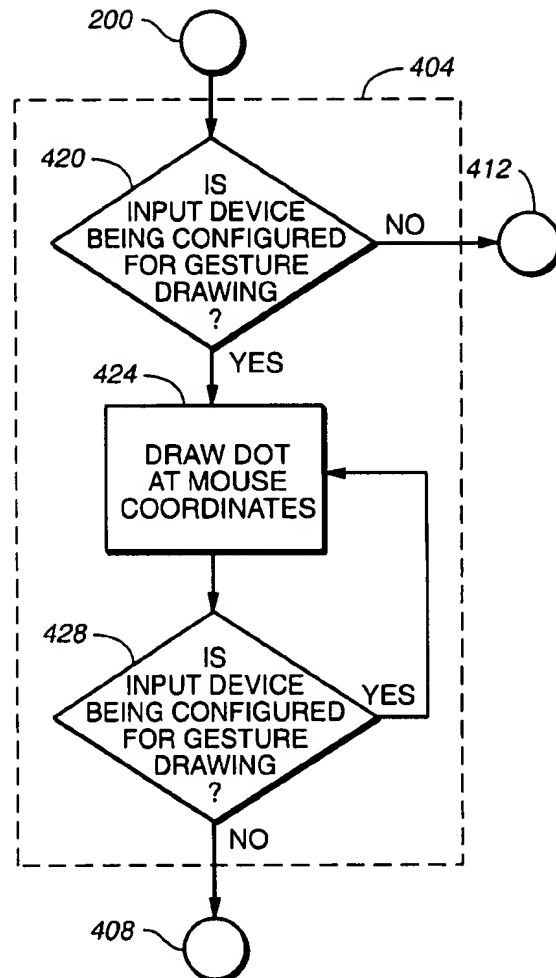 200
404
420
IS
INPUT DEVICE
BEING CONFIGURED
FOR GESTURE
DRAWING
?
NO
412
YES
424
DRAW DOT
AT MOUSE
COORDINATES
428
IS
INPUT DEVICE
BEING CONFIGURED
FOR GESTURE
DRAWING
?
YES
NO
408